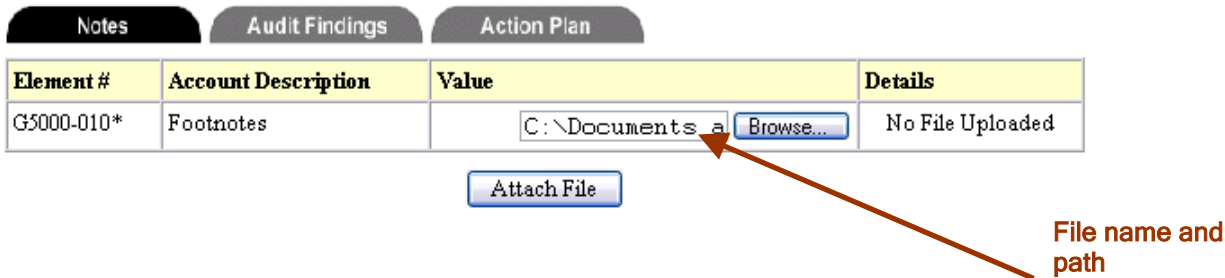 Notes Audit Findings Action Plan
Element # Account Description Value Details
G5000-010* Footnotes C:\Documents a Browse... No File Uploaded
Attach File
File name and
path